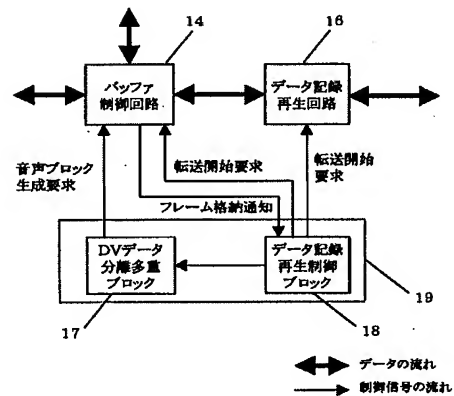 14
16
バッファ
制御回路
データ記録
再生回路
音声ブロック
生成要求
転送開始要求
転送開始
要求
フレーム格納通知
DVデータ
分離多重
ブロック
データ記録
再生制御
ブロック
19
17
18
データの流れ
制御信号の流れ